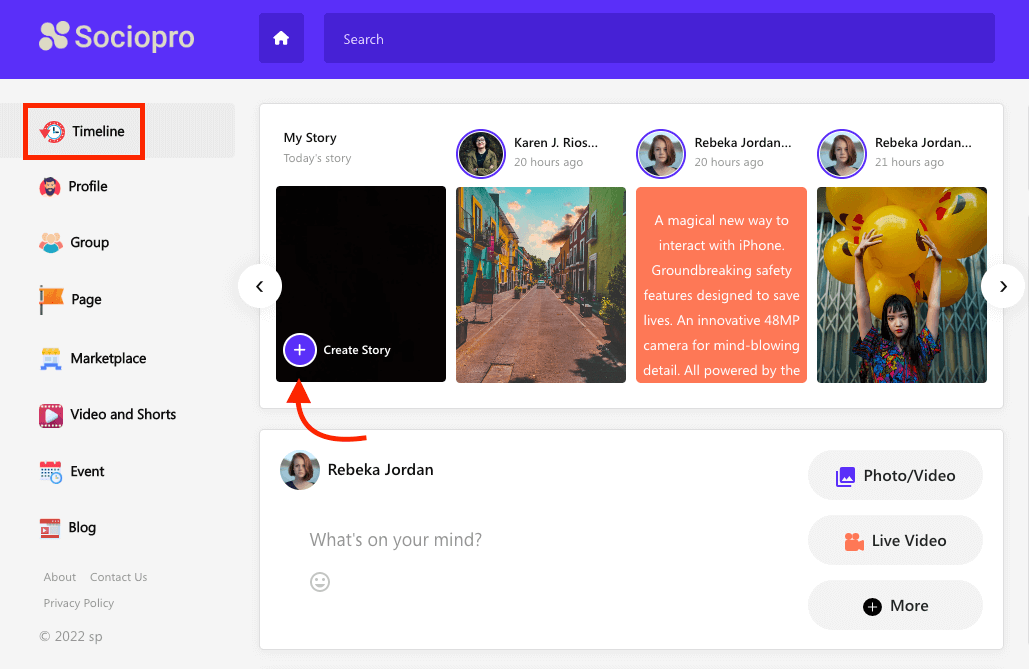 Sociopro
Search
Timeline
Profile
Group
Page
Marketplace
Video and Shorts
Event
Blog
About Contact Us
Privacy Policy
© 2022 sp
My Story
Today's story
Create Story
Karen J. Rios...
20 hours ago
Rebeka Jordan...
20 hours ago
A magical new way to
interact with iPhone.
Groundbreaking safety
features designed to save
lives. An innovative 48MP
camera for mind-blowing
detail. All powered by the
Rebeka Jordan...
21 hours ago
Rebeka Jordan
What's on your mind?
Photo/Video
Live Video
More